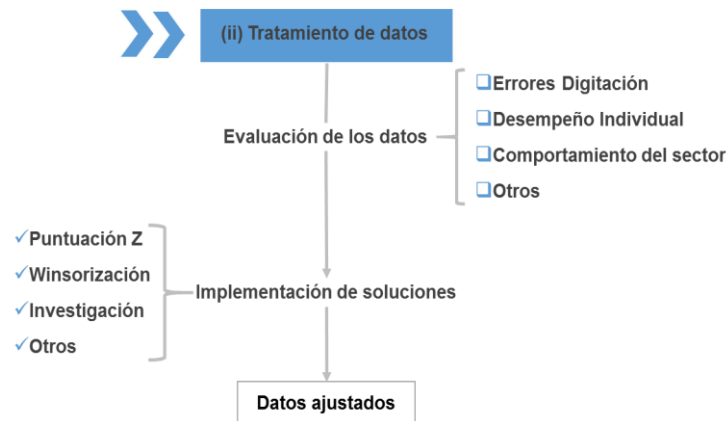 (ii) Tratamiento de datos
Evaluación de los datos
Errores Digitación
Desempeño Individual
Comportamiento del sector
Otros
Puntuación Z
Winsorización
Investigación
Otros
Implementación de soluciones
Datos ajustados